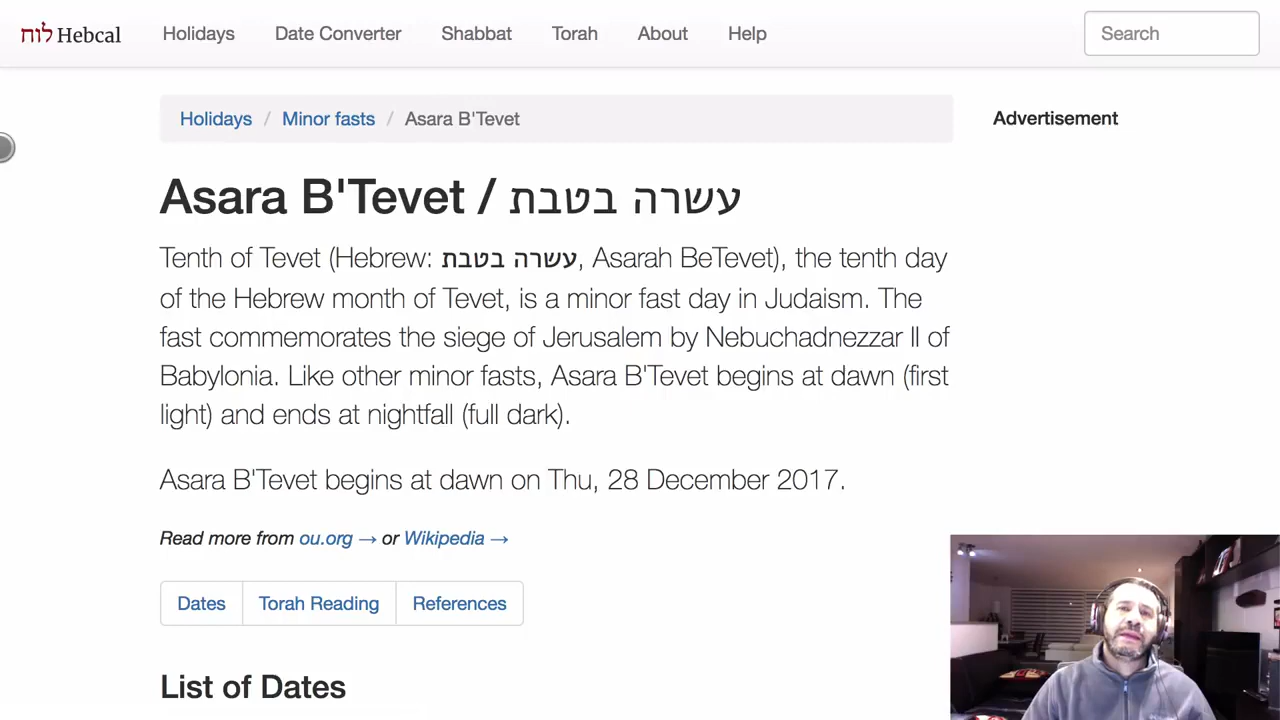 לוח Hebcal Holidays Date Converter Shabbat Torah About Help Search
Holidays / Minor fasts / Asara B'Tevet
Advertisement
Asara B'Tevet / עשרה בטבת
Tenth of Tevet (Hebrew: עשרה בטבת, Asarah BeTevet), the tenth day
of the Hebrew month of Tevet, is a minor fast day in Judaism. The
fast commemorates the siege of Jerusalem by Nebuchadnezzar II of
Babylonia. Like other minor fasts, Asara B'Tevet begins at dawn (first
light) and ends at nightfall (full dark).
Asara B'Tevet begins at dawn on Thu, 28 December 2017.
Read more from ou.org → or Wikipedia →
Dates Torah Reading References
List of Dates